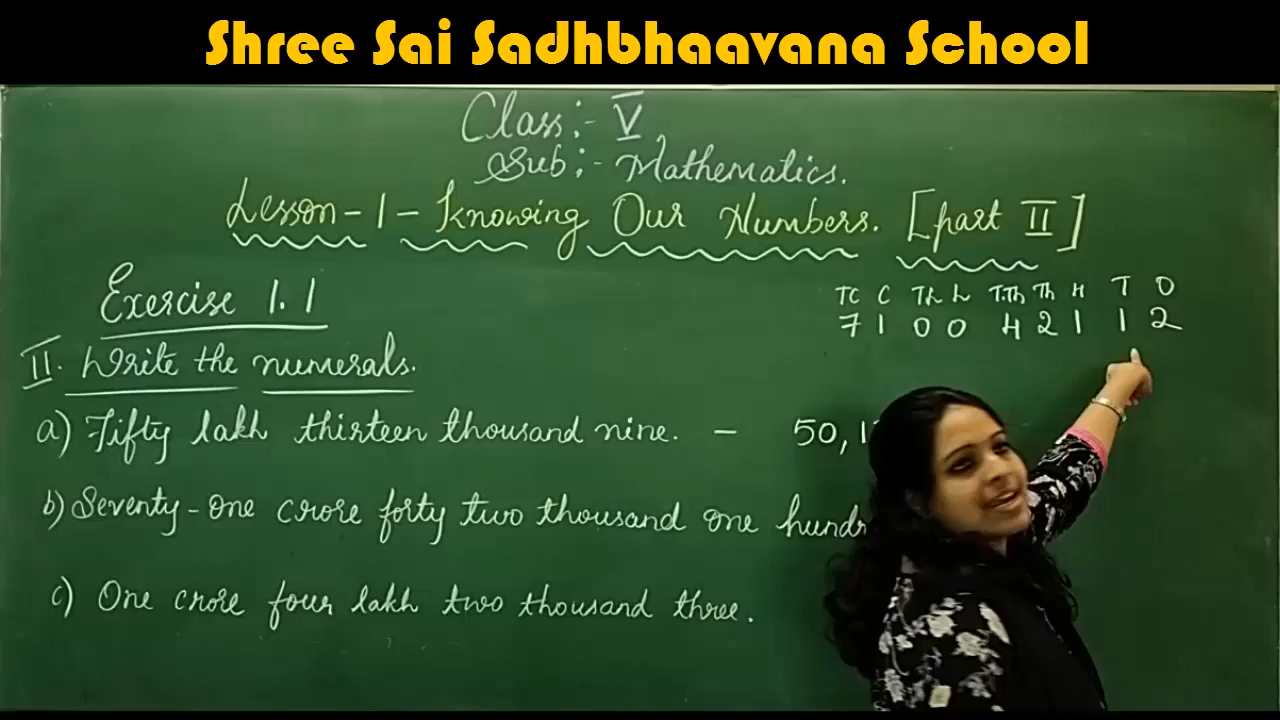 Shree Sai Sadhbhaavana School
Class:- V,
Sub:- Mathematics.
Lesson-1- Knowing Our Numbers. [part II]
Exercise 1.1
TC C Th L T.Th Th H T O
7 1 0 0 4 2 1 1 2
II. Write the numerals.
a) Fifty lakh thirteen thousand nine. - 50,1
b) Seventy-one crore forty two thousand one hundr
c) One crore four lakh two thousand three.